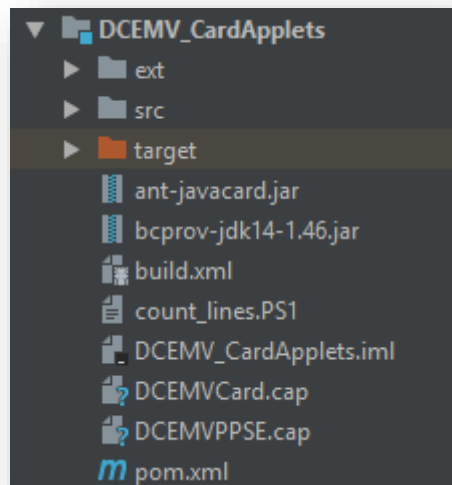 DCEMV_CardApplets
ext
src
target
ant-javacard.jar
bcprov-jdk14-1.46.jar
build.xml
count_lines.PS1
DCEMV_CardApplets.iml
DCEMVCard.cap
DCEMVPPSE.cap
pom.xml